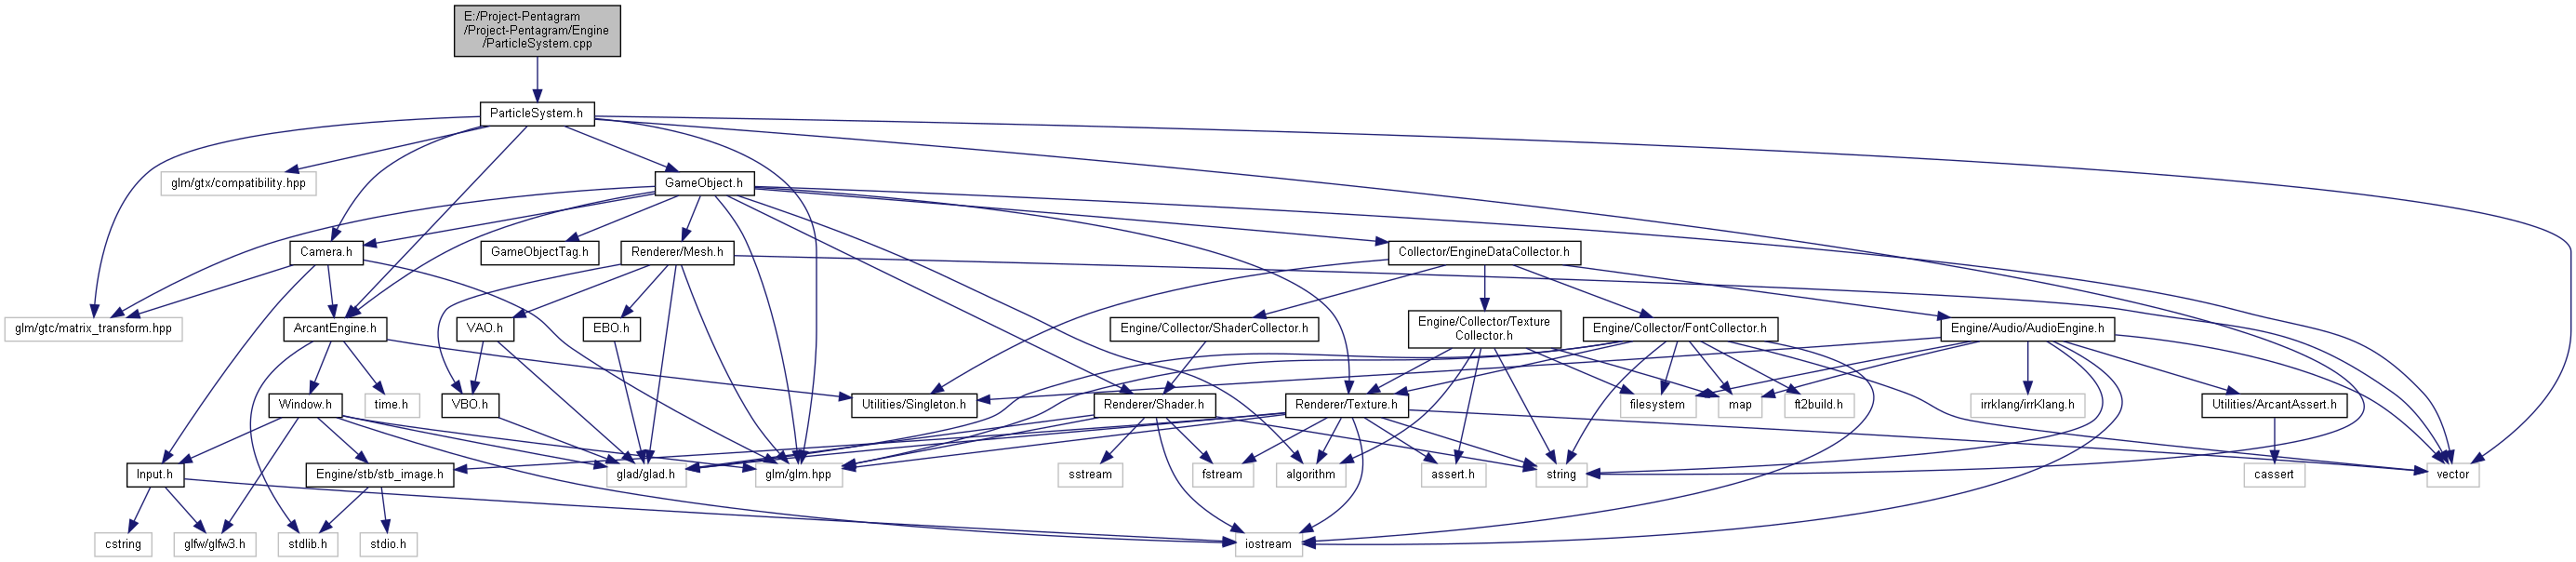 E:/Project-Pentagram
/Project-Pentagram/Engine
/ParticleSystem.cpp
ParticleSystem.h
glm/gtx/compatibility.hpp
GameObject.h
Camera.h
GameObjectTag.h
Renderer/Mesh.h
Collector/EngineDataCollector.h
glm/gtc/matrix_transform.hpp
ArcantEngine.h
VAO.h
EBO.h
Engine/Collector/ShaderCollector.h
Engine/Collector/Texture
Collector.h
Engine/Collector/FontCollector.h
Engine/Audio/AudioEngine.h
Window.h
time.h
VBO.h
Utilities/Singleton.h
Renderer/Shader.h
Renderer/Texture.h
filesystem
map
ft2build.h
irrklang/irrKlang.h
Utilities/ArcantAssert.h
Input.h
Engine/stb/stb_image.h
glad/glad.h
glm/glm.hpp
sstream
fstream
algorithm
assert.h
string
cassert
vector
cstring
glfw/glfw3.h
stdlib.h
stdio.h
iostream